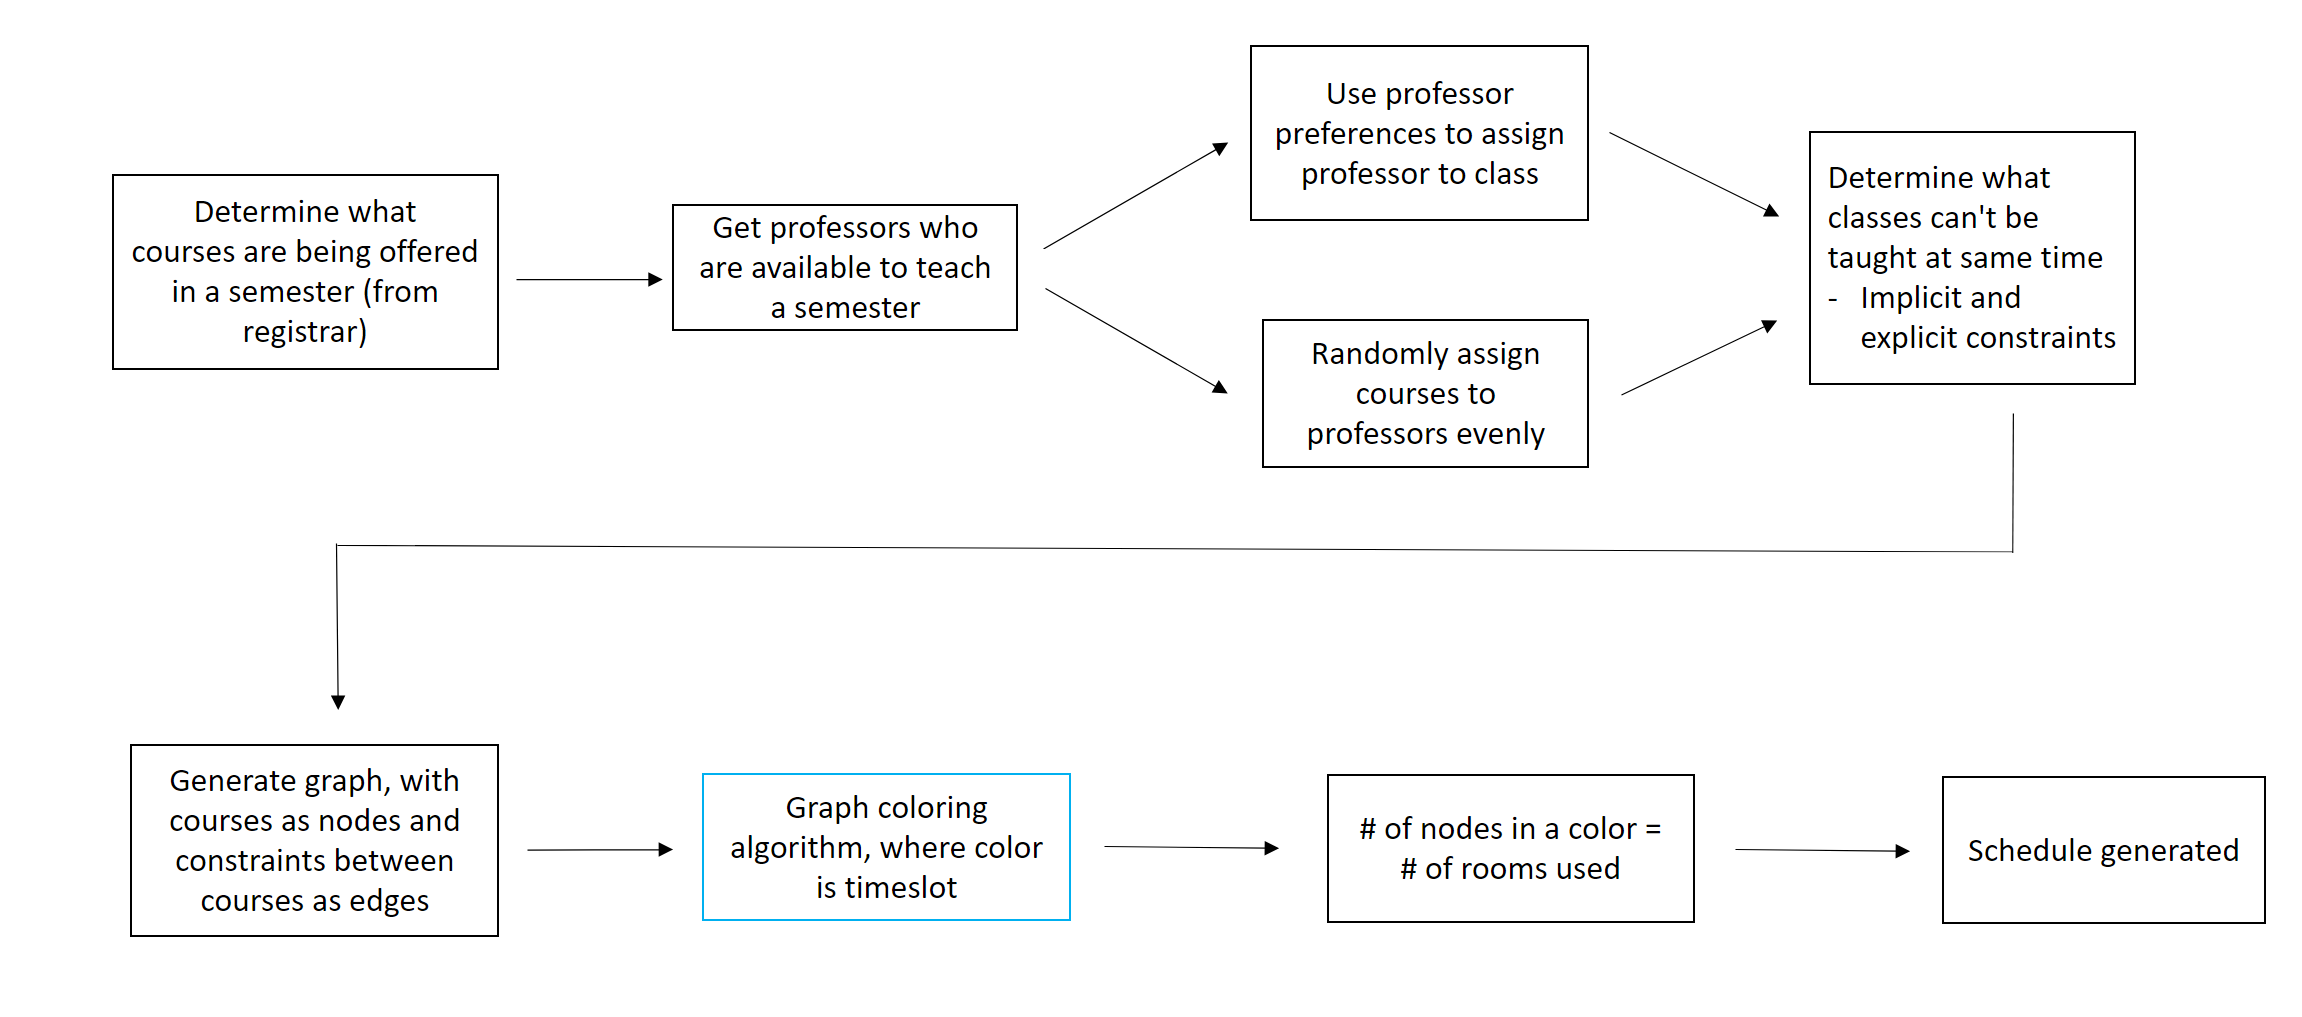 Determine what
courses are being offered
in a semester (from
registrar)
Get professors who
are available to teach
a semester
Use professor
preferences to assign
professor to class
Randomly assign
courses to
professors evenly
Determine what
classes can't be
taught at same time
- Implicit and
explicit constraints
Generate graph, with
courses as nodes and
constraints between
courses as edges
Graph coloring
algorithm, where color
is timeslot
# of nodes in a color =
# of rooms used
Schedule generated